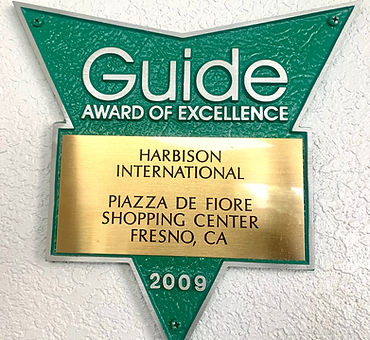 Guide
AWARD OF EXCELLENCE
HARBISON
INTERNATIONAL
PIAZZA DE FIORE
SHOPPING CENTER
FRESNO, CA
2009